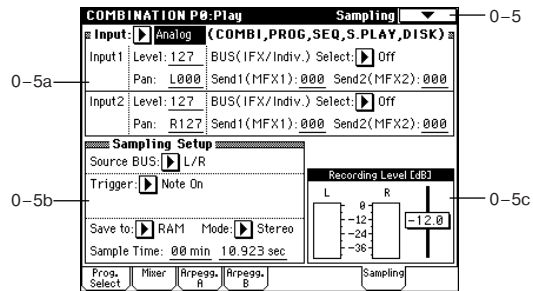 COMBINATION P0:Play Sampling
0–5
Input: Analog (COMBI,PROG,SEQ,S.PLAY,DISK)
Input1 Level: 127 BUS(IFX/Indiv.) Select: Off
0–5a
Pan: L000 Send1(MFX1): 000 Send2(MFX2): 000
Input2 Level: 127 BUS(IFX/Indiv.) Select: Off
Pan: R127 Send1(MFX1): 000 Send2(MFX2): 000
Sampling Setup
Source BUS: L/R
Recording Level [dB]
Trigger: Note On
L R
0–5b
0–5c
0
-12
-12.0
-24
-36
Save to: RAM Mode: Stereo
Sample Time: 00 min 10.923 sec
Prog. Select Mixer Arpegg. A Arpegg. B Sampling